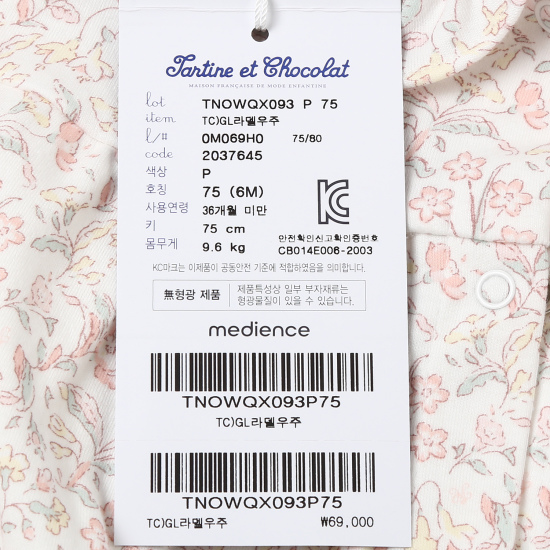 Tartine et Chocolat
MAISON FRANÇAISE DE MODE ENFANTINE
lot TNOWQX093 P 75
item TC)GL라델우주
l/# 0M069H0 75/80
code 2037645
색상 P
호칭 75 (6M)
사용연령 36개월 미만
키 75 cm
몸무게 9.6 kg
안전확인신고확인증번호
CB014E006-2003
KC마크는 이제품이 공동안전 기준에 적합하였음을 의미합니다.
無형광 제품
제품특성상 일부 부자재류는
형광물질이 있을 수 있습니다.
medience
TNOWQX093P75
TC)GL라델우주
TNOWQX093P75
TC)GL라델우주 ₩69,000